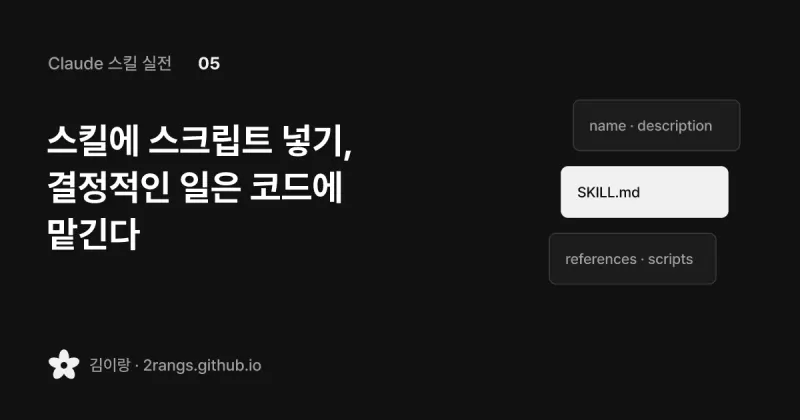 Claude 스킬 실전 05
스킬에 스크립트 넣기,
결정적인 일은 코드에
맡긴다
name · description
SKILL.md
references · scripts
김이랑 · 2rangs.github.io